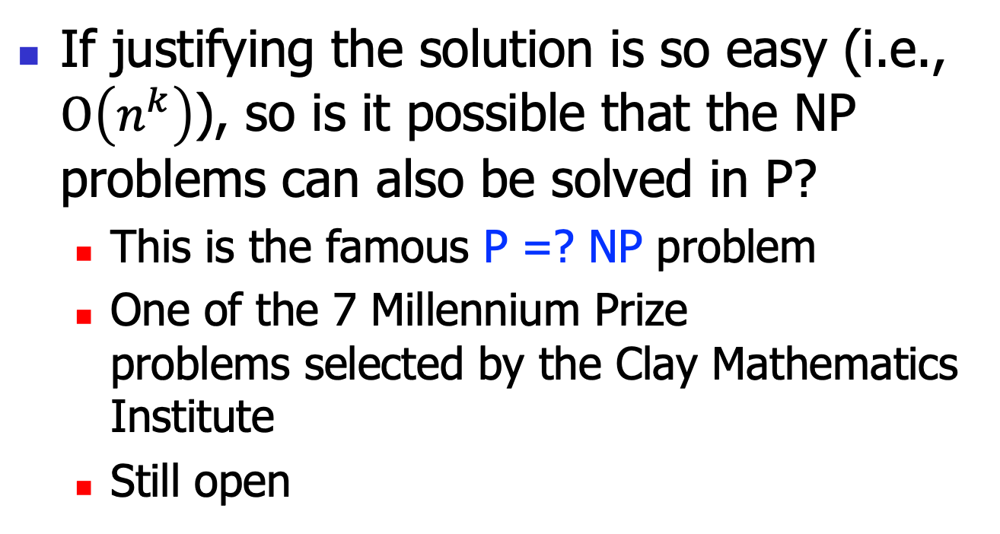 If justifying the solution is so easy (i.e.,
O(n^k)), so is it possible that the NP
problems can also be solved in P?
This is the famous P =? NP problem
One of the 7 Millennium Prize
problems selected by the Clay Mathematics
Institute
Still open